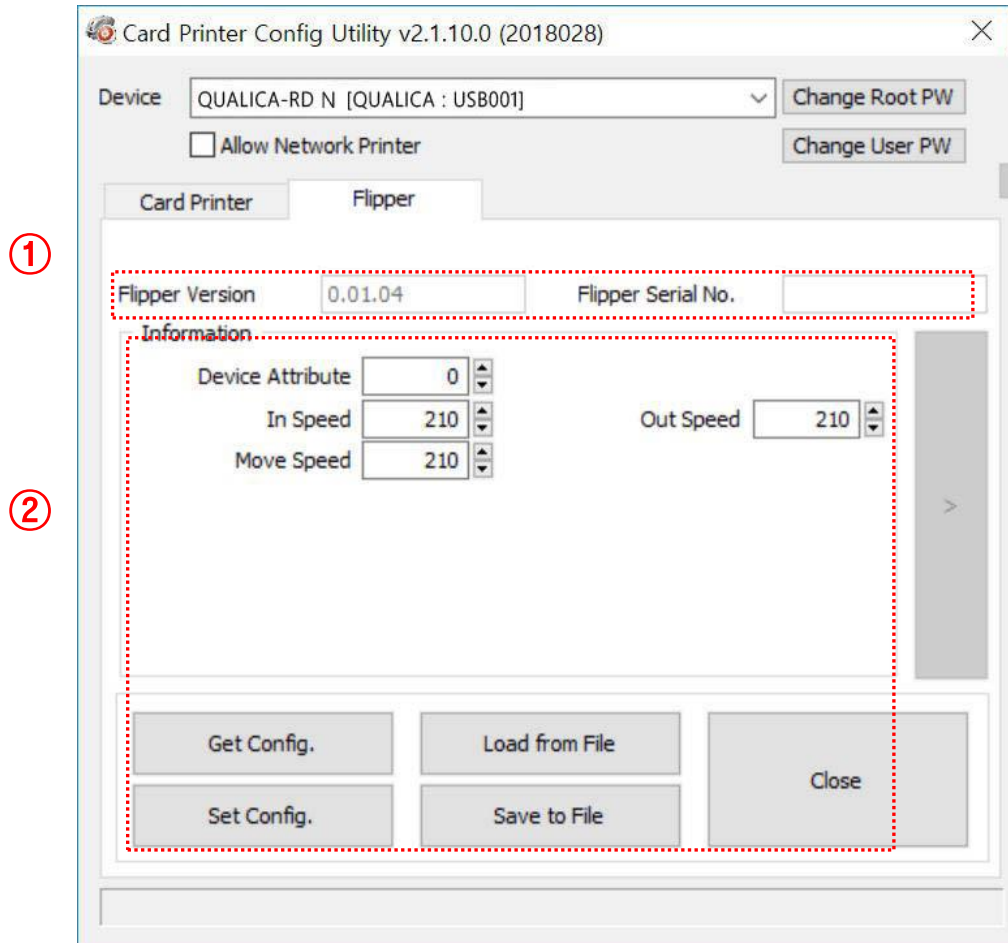 Card Printer Config Utility v2.1.10.0 (2018028)
Device QUALICA-RD N [QUALICA : USB001] Change Root PW
Allow Network Printer Change User PW
Card Printer Flipper
①
Flipper Version 0.01.04 Flipper Serial No.
Information
Device Attribute 0
In Speed 210 Out Speed 210
Move Speed 210
②
>
Get Config. Load from File
Close
Set Config. Save to File